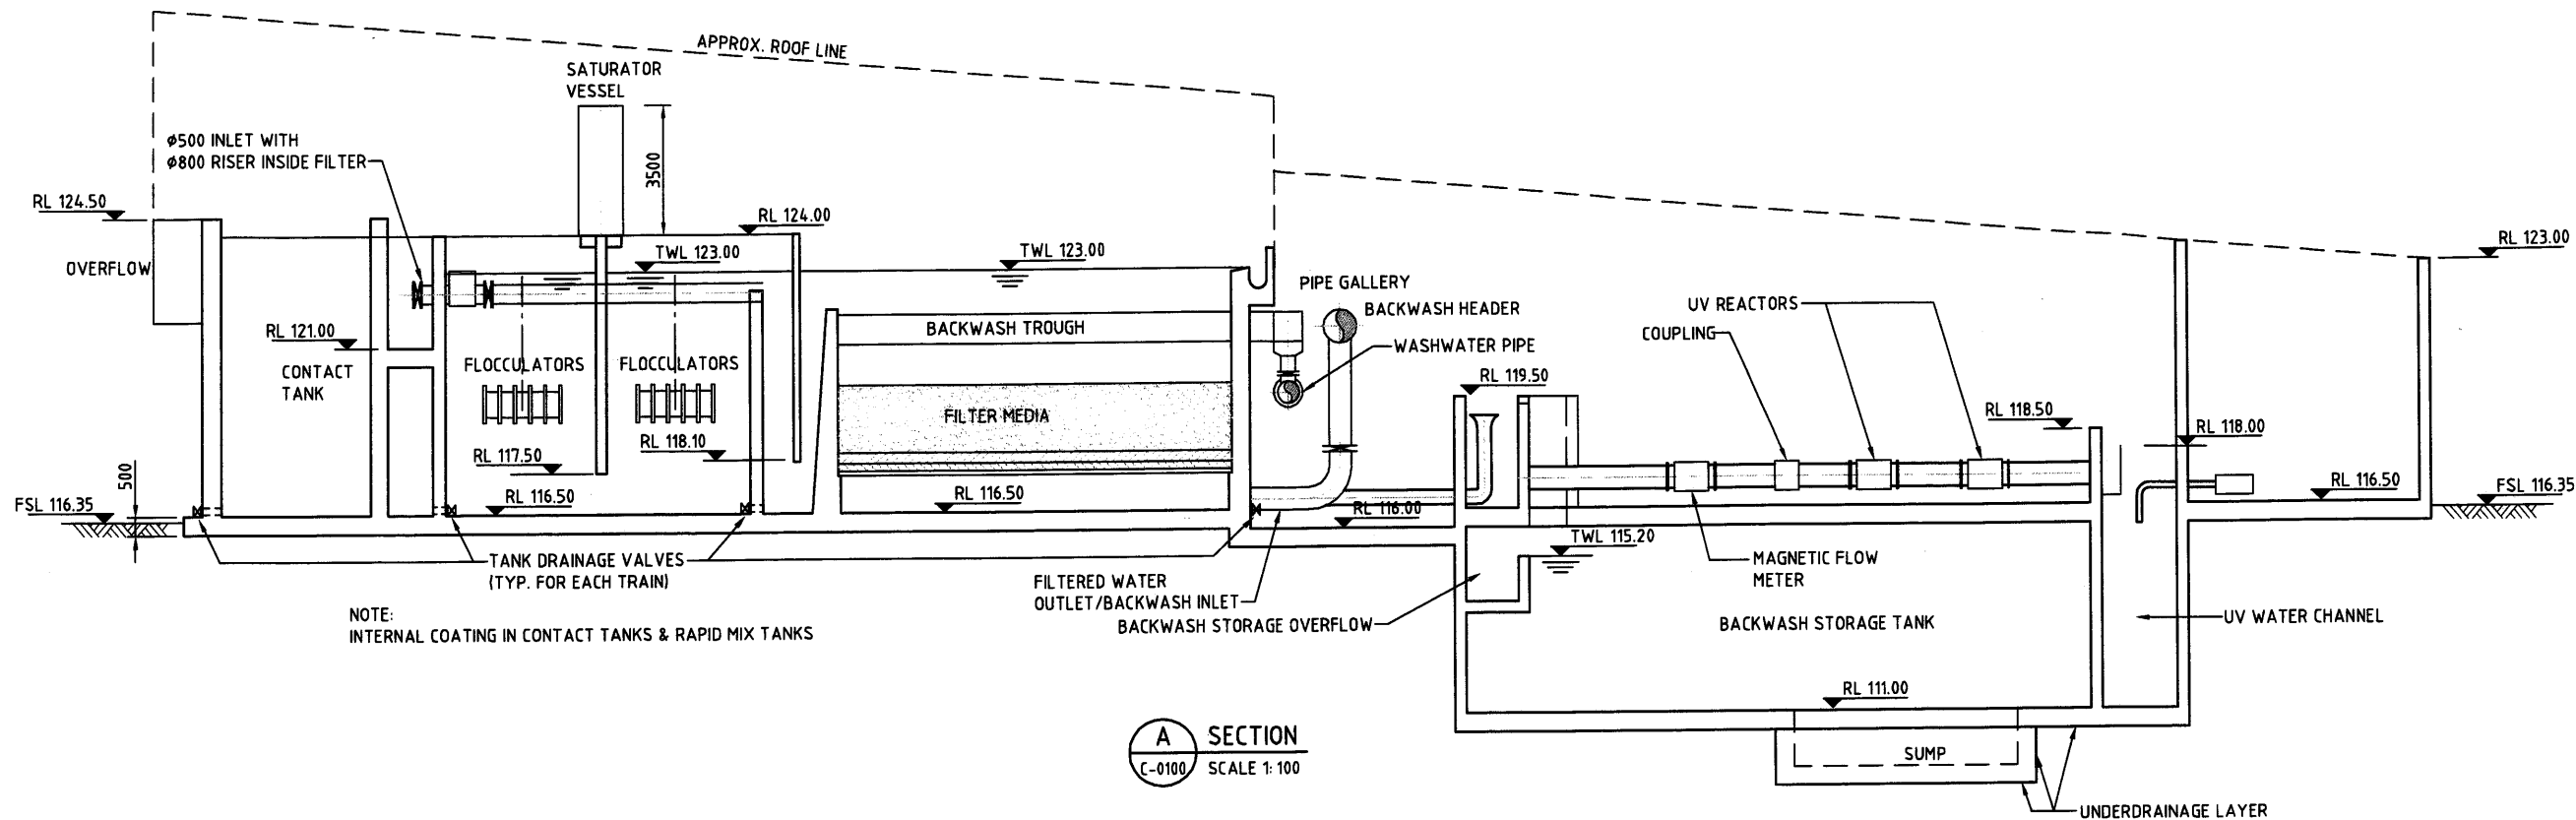 APPROX. ROOF LINE
SATURATOR
VESSEL
ø500 INLET WITH
ø800 RISER INSIDE FILTER
3500
RL 124.50
RL 124.00
TWL 123.00
TWL 123.00
RL 123.00
OVERFLOW
PIPE GALLERY
BACKWASH HEADER
UV REACTORS
COUPLING
WASHWATER PIPE
RL 121.00
CONTACT
TANK
BACKWASH TROUGH
FLOCCULATORS
FLOCCULATORS
RL 119.50
FILTER MEDIA
RL 118.50
RL 118.00
RL 118.10
RL 117.50
500
FSL 116.35
RL 116.50
RL 116.50
RL 116.00
RL 116.50
FSL 116.35
TWL 115.20
TANK DRAINAGE VALVES
(TYP. FOR EACH TRAIN)
MAGNETIC FLOW
METER
FILTERED WATER
OUTLET/BACKWASH INLET
BACKWASH STORAGE OVERFLOW
NOTE:
INTERNAL COATING IN CONTACT TANKS & RAPID MIX TANKS
BACKWASH STORAGE TANK
UV WATER CHANNEL
RL 111.00
A
C-0100
SECTION
SCALE 1:100
SUMP
UNDERDRAINAGE LAYER